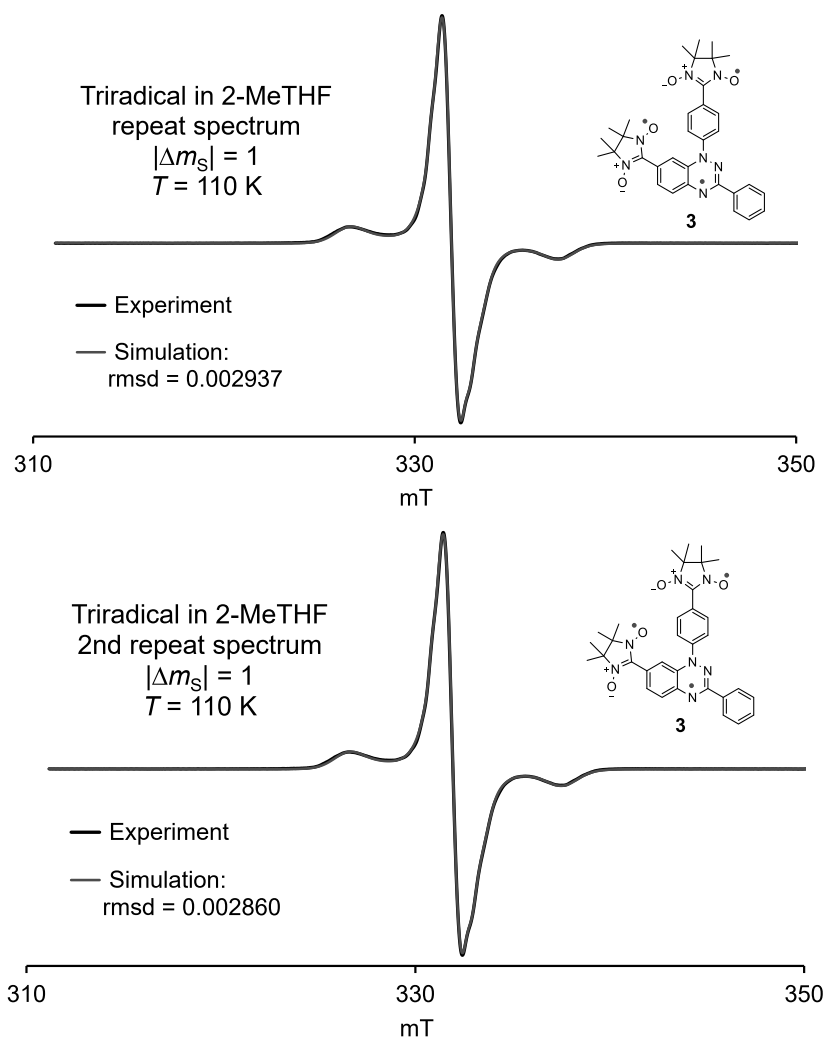 Triradical in 2-MeTHF
repeat spectrum
|Δm_S| = 1
T = 110 K
N
+
N
−O
O•
• O
N
N
+
O
−
N
N
•
N
3
Experiment
Simulation:
rmsd = 0.002937
310
330
350
mT
Triradical in 2-MeTHF
2nd repeat spectrum
|Δm_S| = 1
T = 110 K
N
+
N
−O
O•
• O
N
N
+
O
−
N
N
•
N
3
Experiment
Simulation:
rmsd = 0.002860
310
330
350
mT